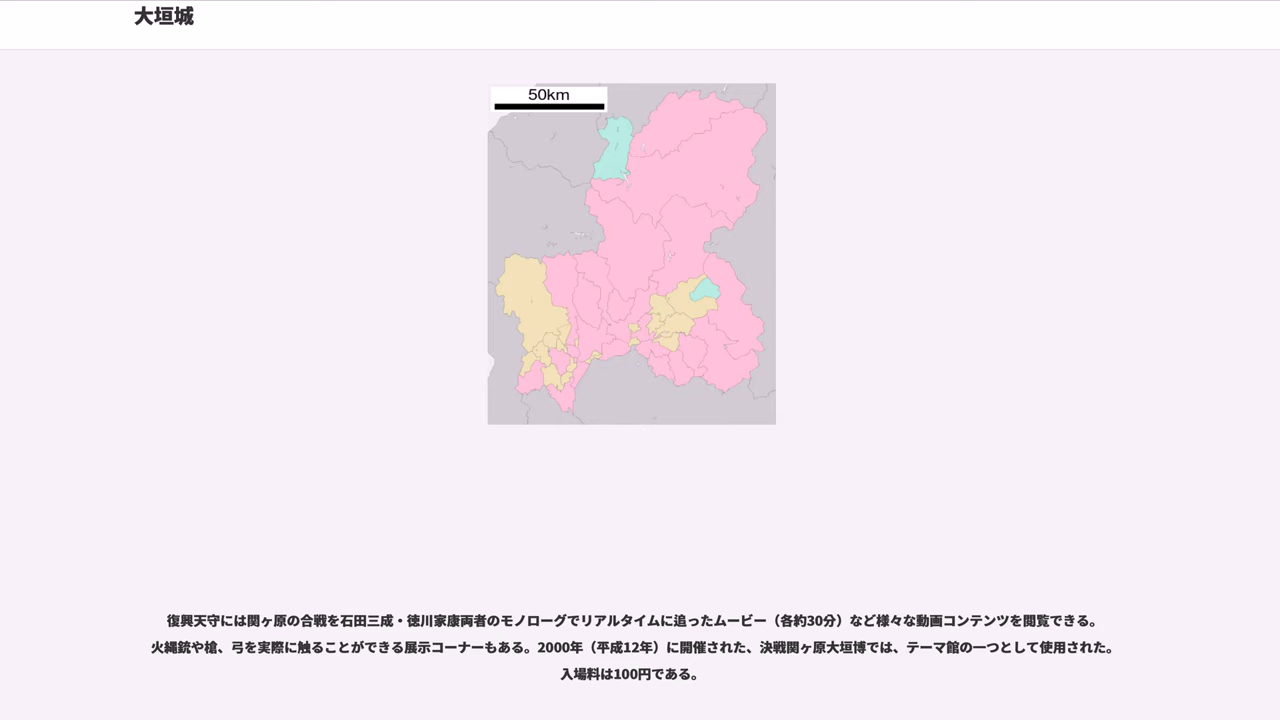 大垣城
50km
復興天守には関ヶ原の合戦を石田三成・徳川家康両者のモノローグでリアルタイムに追ったムービー（各約30分）など様々な動画コンテンツを閲覧できる。
火縄銃や槍、弓を実際に触ることができる展示コーナーもある。2000年（平成12年）に開催された、決戦関ヶ原大垣博では、テーマ館の一つとして使用された。
入場料は100円である。